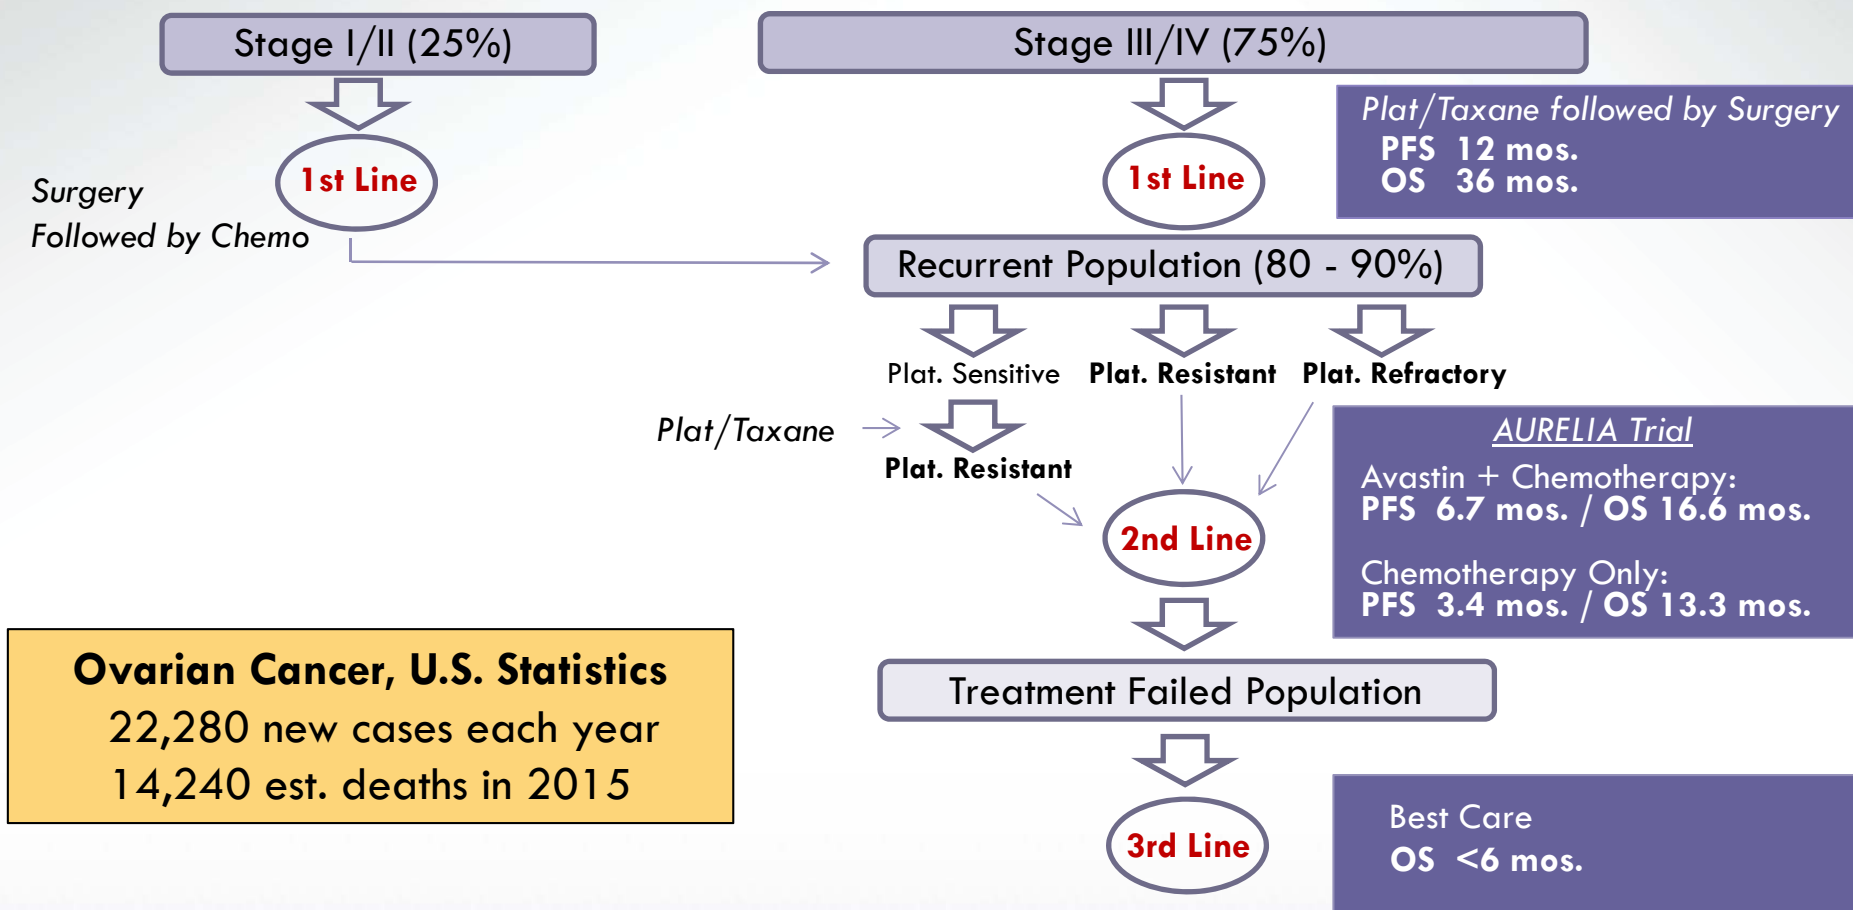 Stage I/II (25%)
Stage III/IV (75%)
Plat/Taxane followed by Surgery
PFS 12 mos.
OS 36 mos.
1st Line
1st Line
Surgery
Followed by Chemo
Recurrent Population (80 - 90%)
Plat. Sensitive
Plat. Resistant
Plat. Refractory
Plat/Taxane
Plat. Resistant
AURELIA Trial
Avastin + Chemotherapy:
PFS 6.7 mos. / OS 16.6 mos.
Chemotherapy Only:
PFS 3.4 mos. / OS 13.3 mos.
2nd Line
Ovarian Cancer, U.S. Statistics
22,280 new cases each year
14,240 est. deaths in 2015
Treatment Failed Population
3rd Line
Best Care
OS <6 mos.